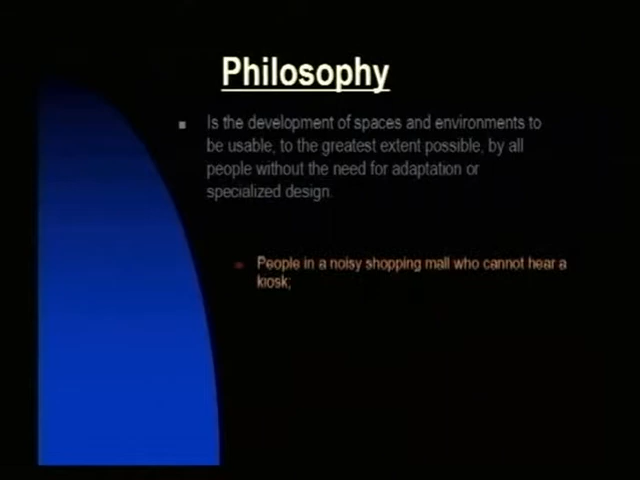 Philosophy
Is the development of spaces and environments to
be usable, to the greatest extent possible, by all
people without the need for adaptation or
specialized design.
People in a noisy shopping mall who cannot hear a
kiosk;